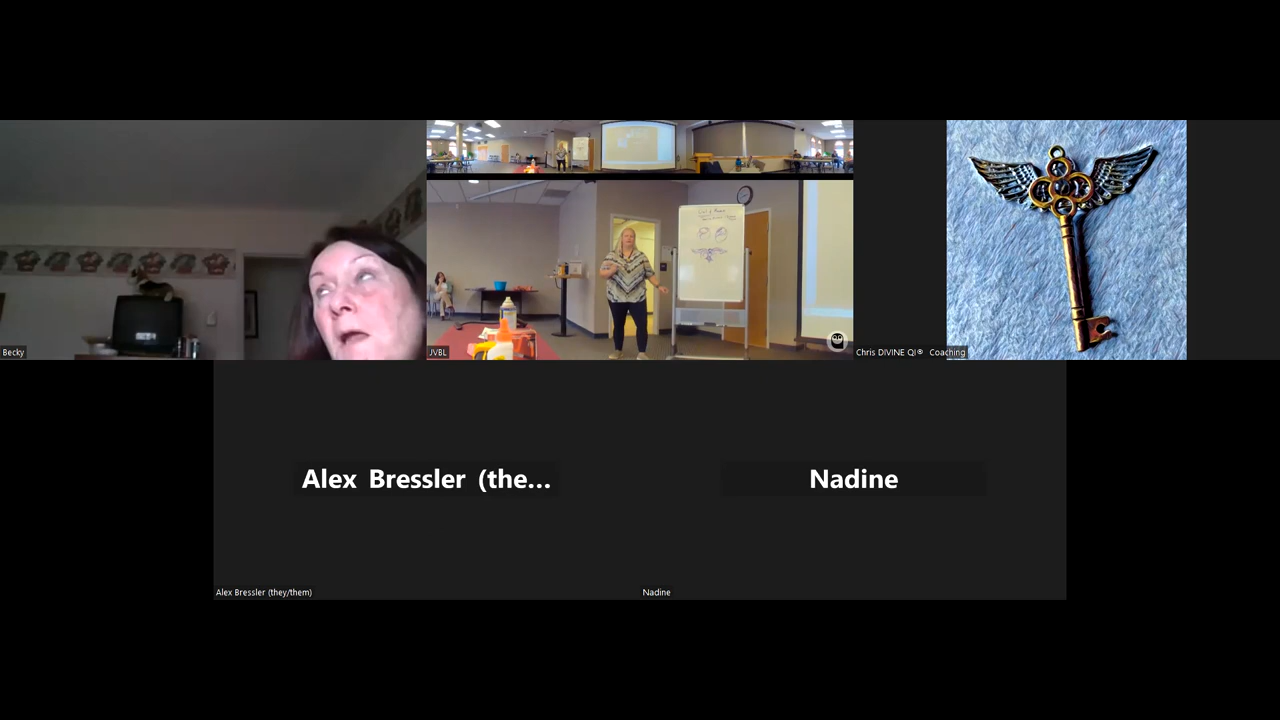 Becky
JVBL
Chris DIVINE QI® Coaching
Alex Bressler (the...
Nadine
Alex Bressler (they/them)
Nadine